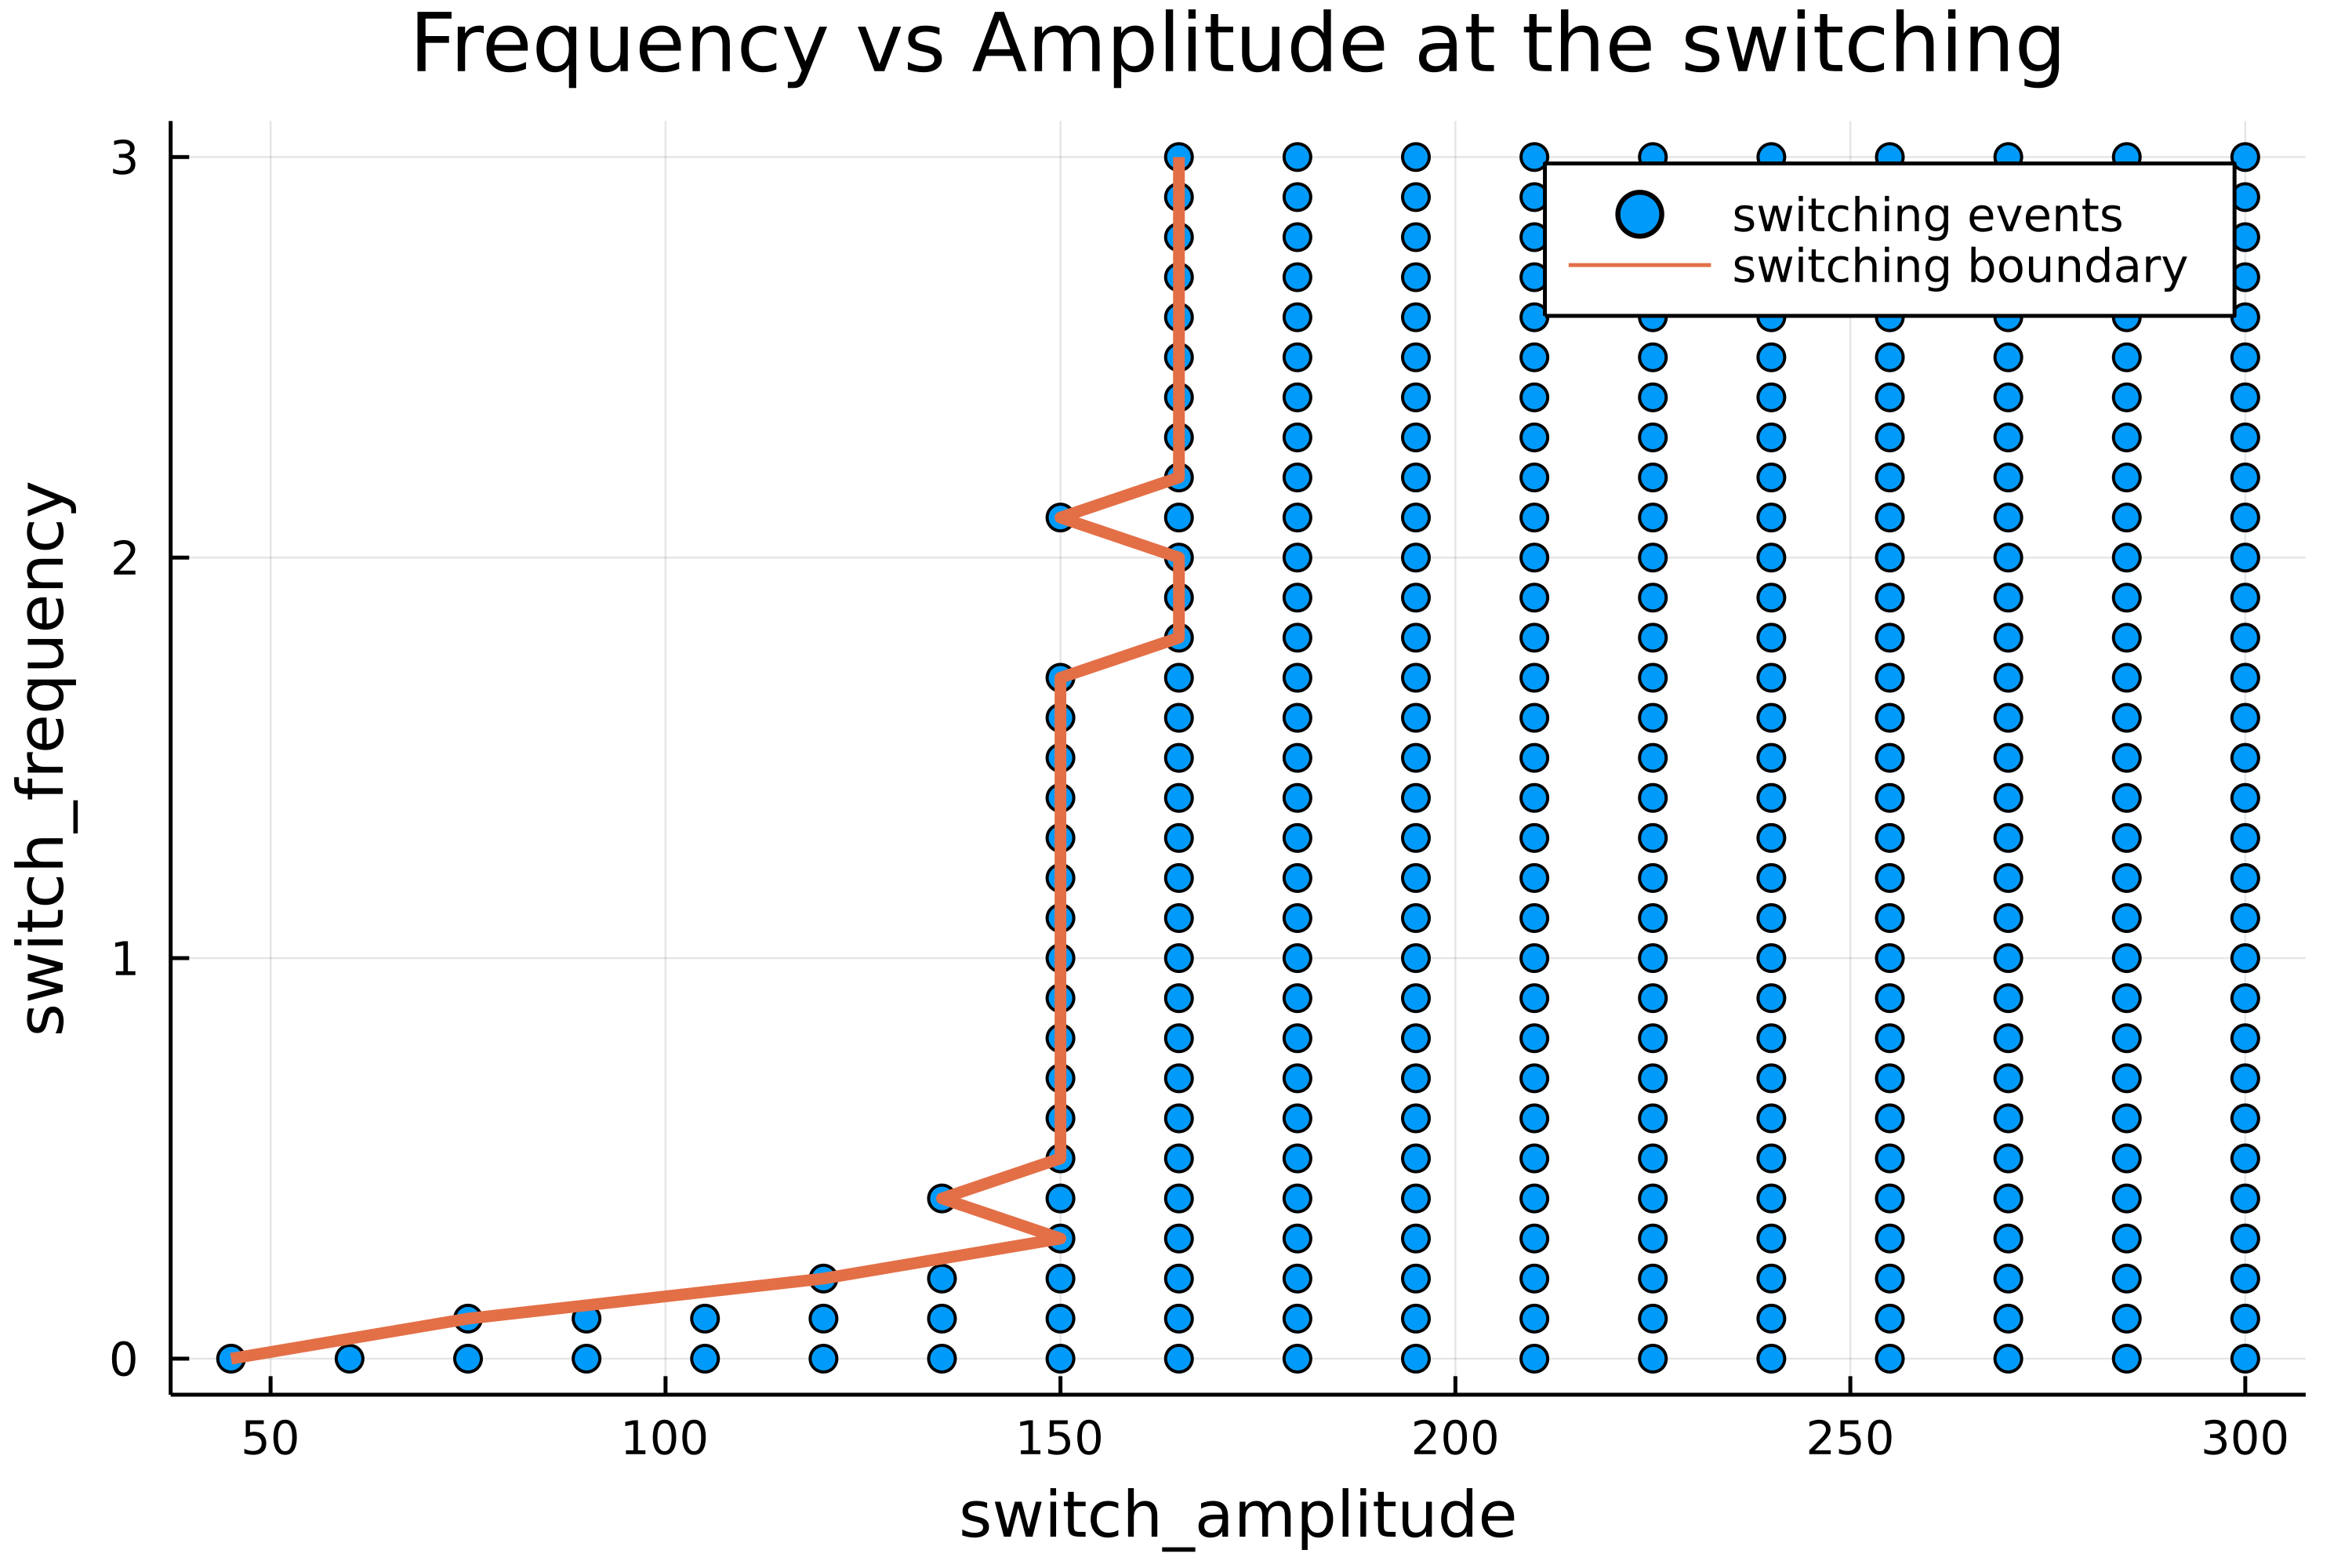 Frequency vs Amplitude at the switching
switching events
switching boundary
switch_frequency
3
2
1
0
50 100 150 200 250 300
switch_amplitude